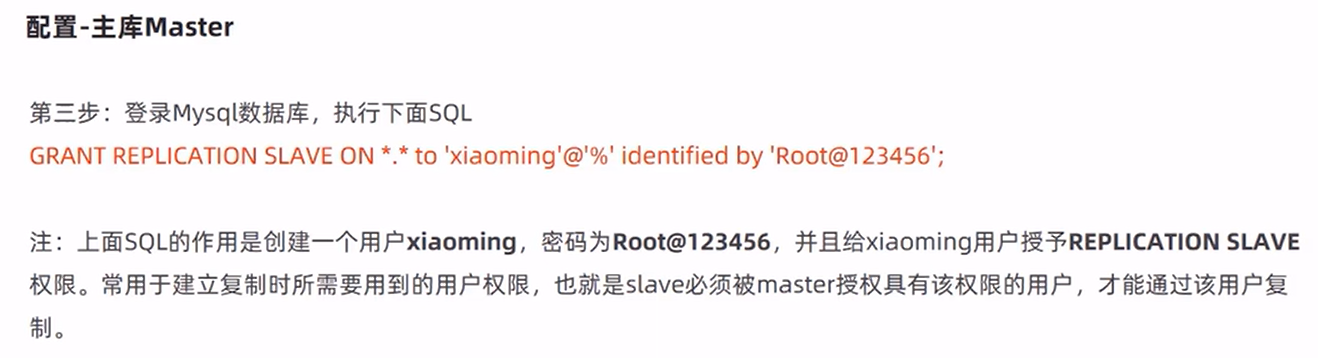 配置-主库Master
第三步：登录Mysql数据库，执行下面SQL
GRANT REPLICATION SLAVE ON *.* to 'xiaoming'@'%' identified by 'Root@123456';
注：上面SQL的作用是创建一个用户xiaoming，密码为Root@123456，并且给xiaoming用户授予REPLICATION SLAVE
权限。常用于建立复制时所需要用到的用户权限，也就是slave必须被master授权具有该权限的用户，才能通过该用户复
制。